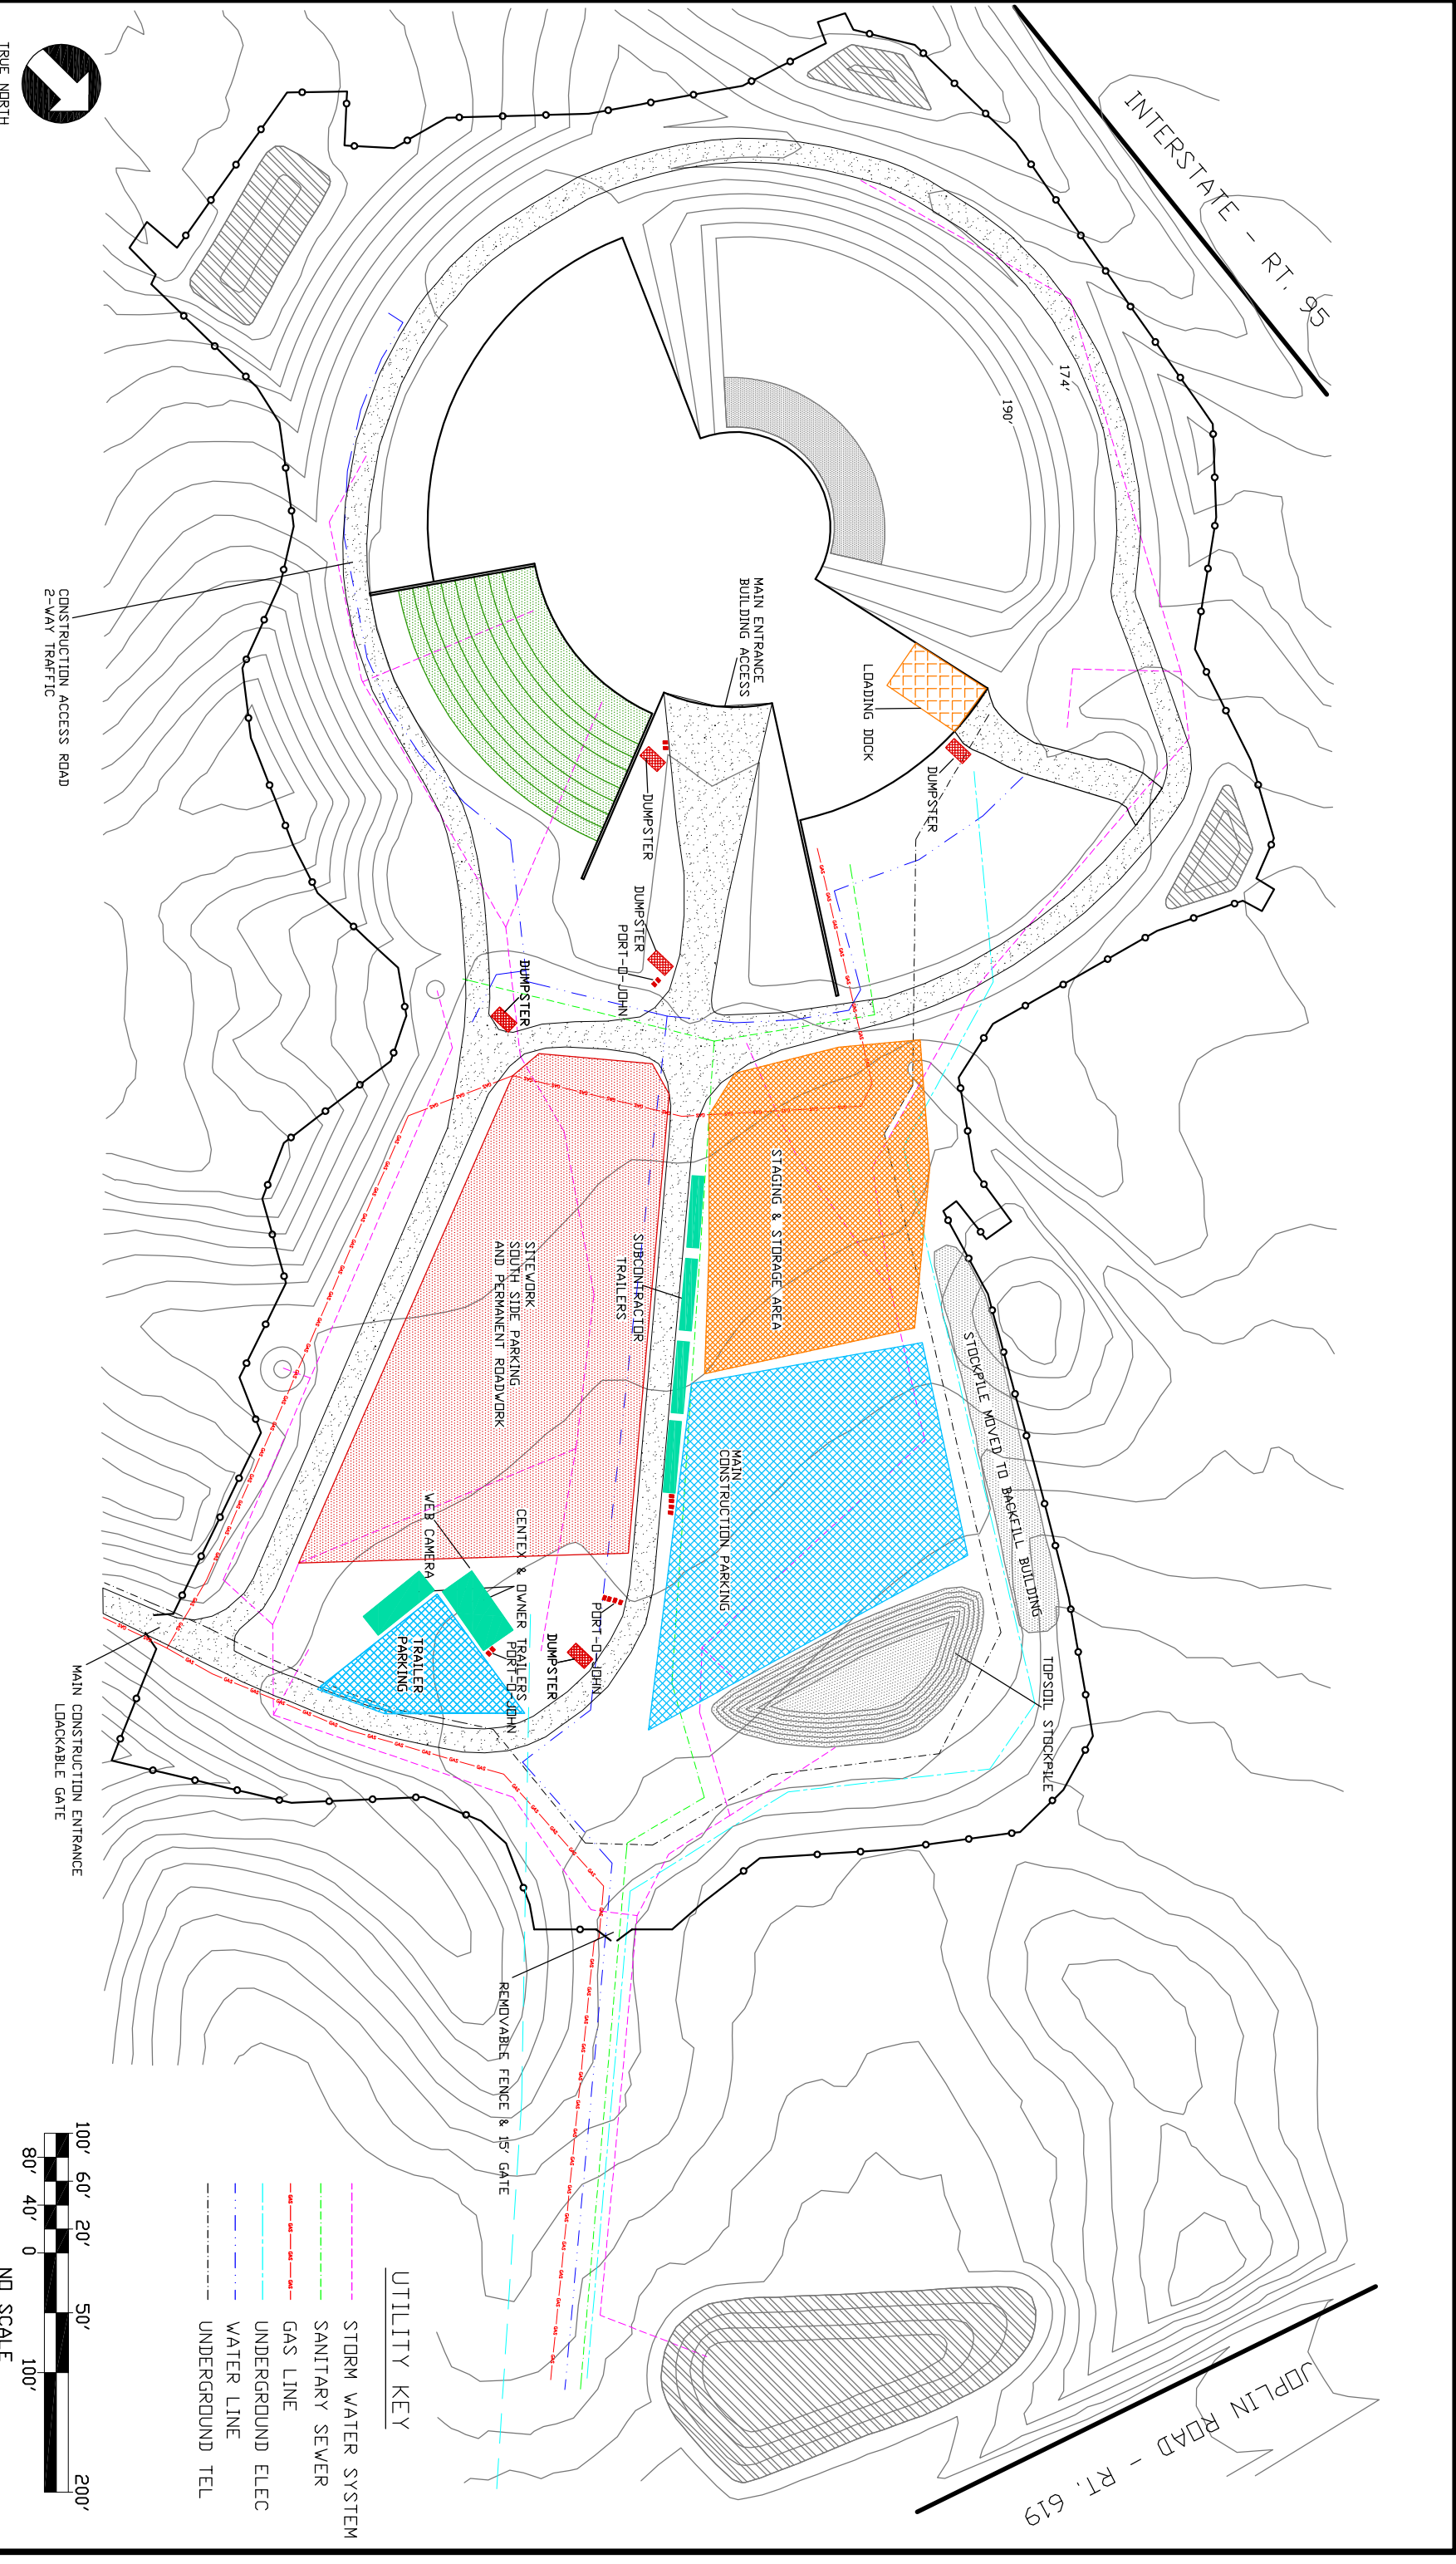 INTERSTATE - RT. 95
174'
190'
TRUE NORTH
MAIN ENTRANCE
BUILDING ACCESS
LOADING DOCK
DUMPSTER
DUMPSTER
DUMPSTER
PORT-O-JOHN
DUMPSTER
CONSTRUCTION ACCESS ROAD
2-WAY TRAFFIC
STAGING & STORAGE AREA
SUBCONTRACTOR
TRAILERS
SITEWORK
SOUTH SIDE PARKING
AND PERMANENT ROADWORK
STOCKPILE MOVED TO BACKFILL BUILDING
MAIN
CONSTRUCTION PARKING
WEB CAMERA
CENTEX & OWNER TRAILERS
PORT-O-JOHN
PORT-O-JOHN
DUMPSTER
TRAILER
PARKING
TOPSOIL STOCKPILE
MAIN CONSTRUCTION ENTRANCE
LOACKABLE GATE
REMOVABLE FENCE & 15' GATE
JOPLIN ROAD - RT. 619
UTILITY KEY
STORM WATER SYSTEM
SANITARY SEWER
GAS LINE
UNDERGROUND ELEC
WATER LINE
UNDERGROUND TEL
100' 60' 20' 50' 200'
80' 40' 0 100'
NO SCALE